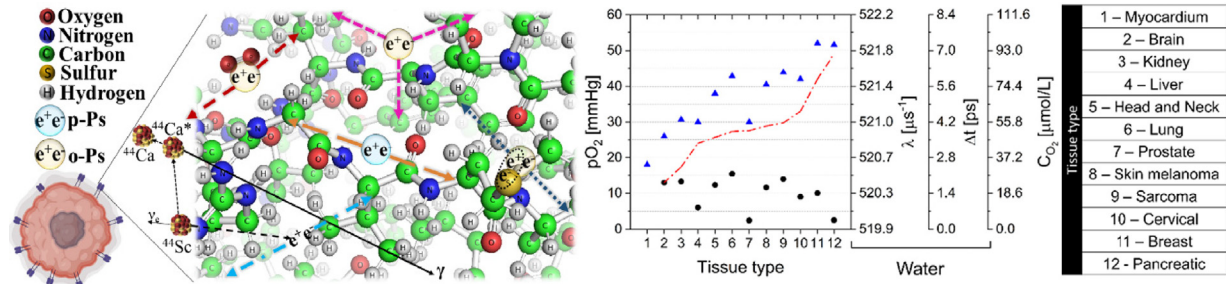 Oxygen
Nitrogen
Carbon
Sulfur
Hydrogen
e⁺e⁻ p-Ps
e⁺e⁻ o-Ps
⁴⁴Ca*
⁴⁴Ca
⁴⁴Sc
γ
pO₂ [mmHg]
60
50
40
30
20
10
0
1 2 3 4 5 6 7 8 9 10 11 12
Tissue type
522.2
521.8
521.4
521.1
520.7
520.3
519.9
λ [µs⁻¹]
8.4
7.0
5.6
4.2
2.8
1.4
0.0
Δt [ps]
111.6
93.0
74.4
55.8
37.2
18.6
0.0
C_O₂ [µmol/L]
Water
Tissue type
1 – Myocardium
2 – Brain
3 – Kidney
4 – Liver
5 – Head and Neck
6 – Lung
7 – Prostate
8 – Skin melanoma
9 – Sarcoma
10 – Cervical
11 – Breast
12 - Pancreatic